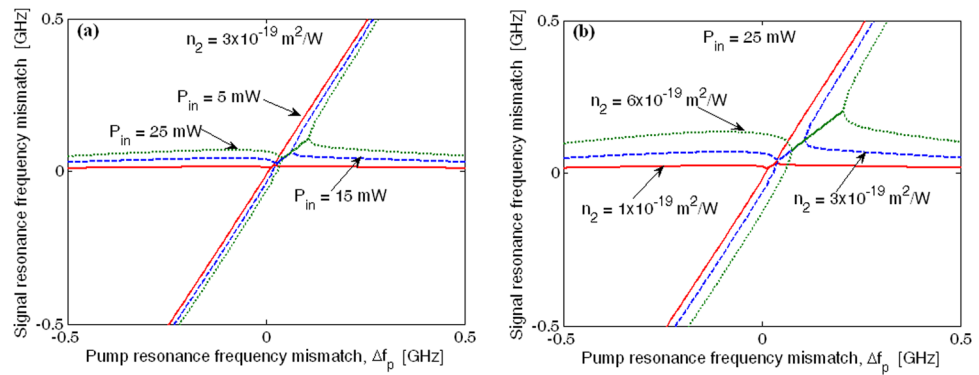 (a)
n₂ = 3x10⁻¹⁹ m²/W
P_in = 5 mW
P_in = 25 mW
P_in = 15 mW
0.5
0
-0.5
-0.5
0
0.5
Signal resonance frequency mismatch [GHz]
Pump resonance frequency mismatch, Δf_p [GHz]
(b)
P_in = 25 mW
n₂ = 6x10⁻¹⁹ m²/W
n₂ = 1x10⁻¹⁹ m²/W
n₂ = 3x10⁻¹⁹ m²/W
0.5
0
-0.5
-0.5
0
0.5
Signal resonance frequency mismatch [GHz]
Pump resonance frequency mismatch, Δf_p [GHz]